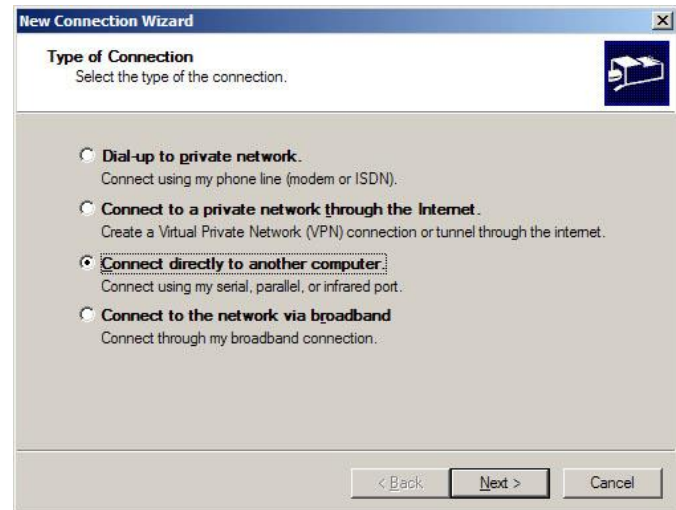 New Connection Wizard
Type of Connection
Select the type of the connection.
Dial-up to private network.
Connect using my phone line (modem or ISDN).
Connect to a private network through the Internet.
Create a Virtual Private Network (VPN) connection or tunnel through the internet.
Connect directly to another computer.
Connect using my serial, parallel, or infrared port.
Connect to the network via broadband
Connect through my broadband connection.
< Back Next > Cancel